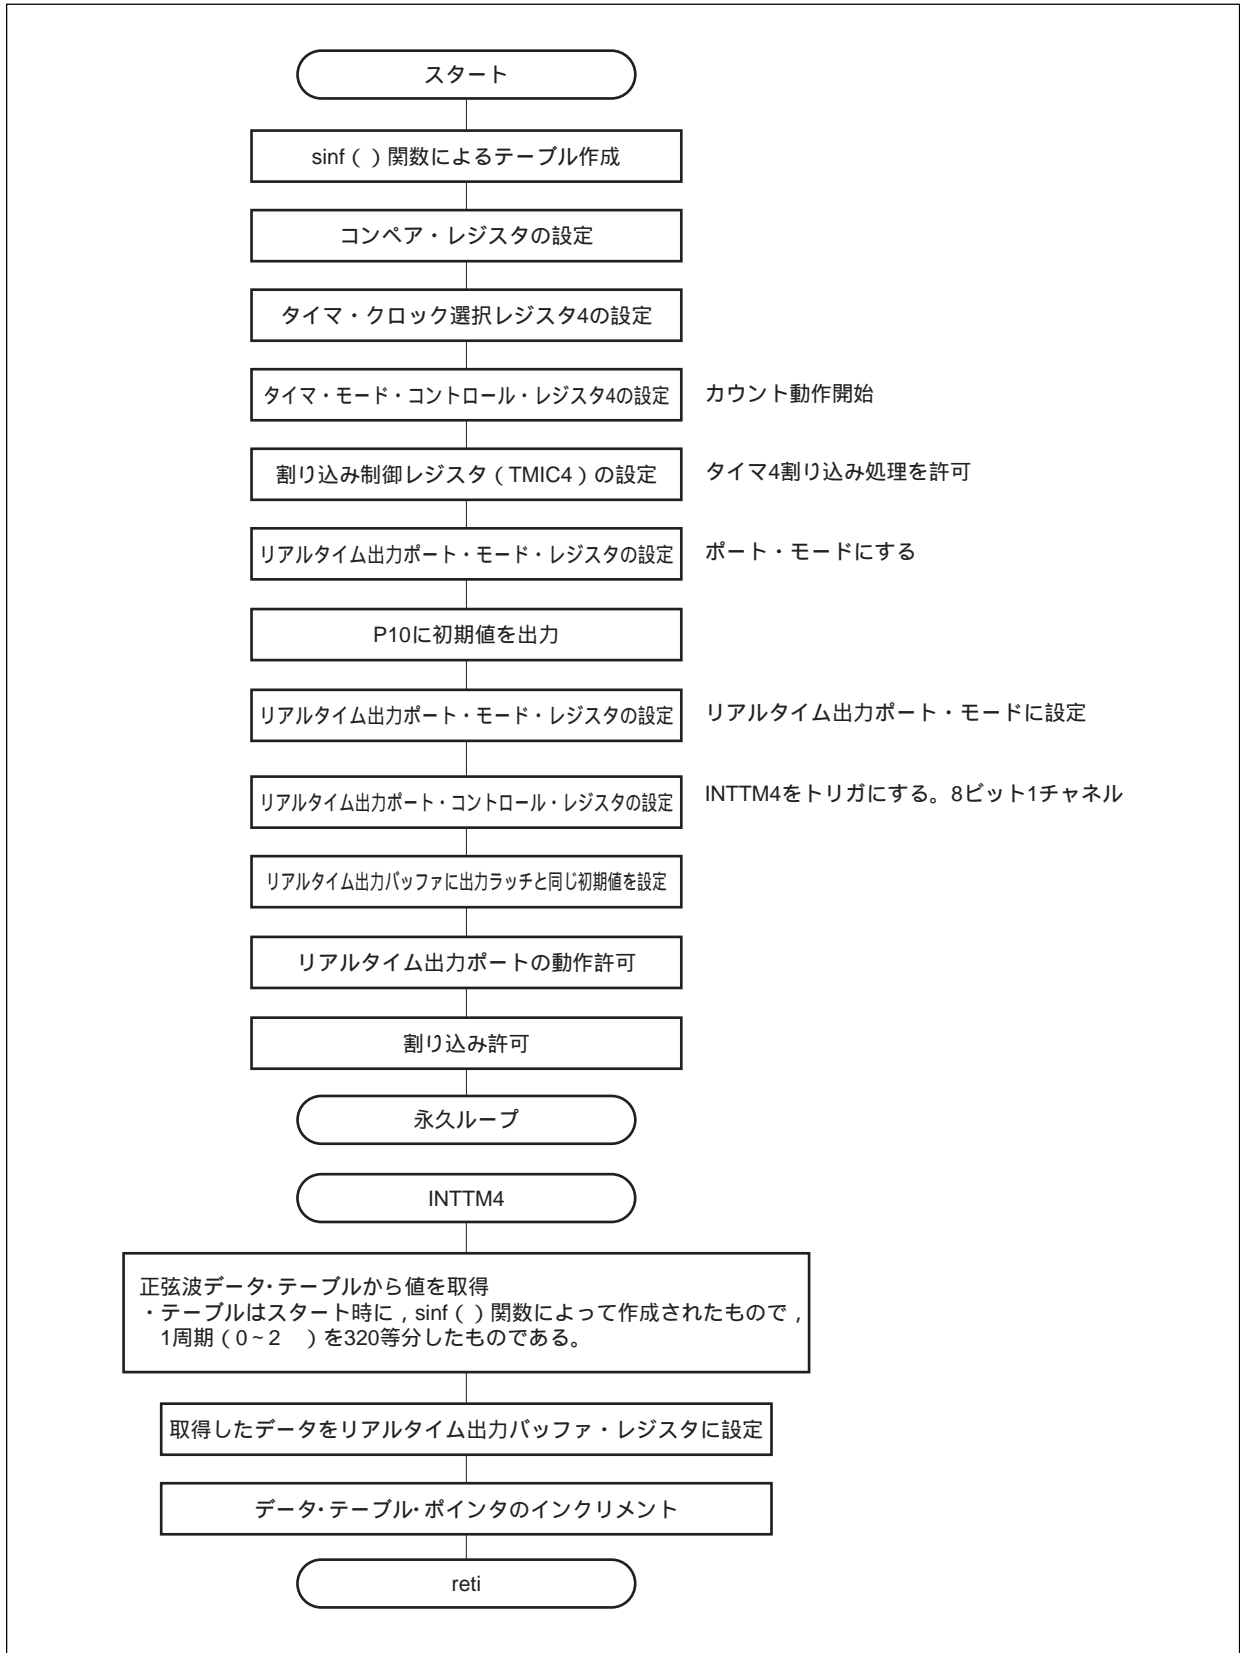 スタート
sinf（ ）関数によるテーブル作成
コンペア・レジスタの設定
タイマ・クロック選択レジスタ4の設定
タイマ・モード・コントロール・レジスタ4の設定
カウント動作開始
割り込み制御レジスタ（TMIC4）の設定
タイマ4割り込み処理を許可
リアルタイム出力ポート・モード・レジスタの設定
ポート・モードにする
P10に初期値を出力
リアルタイム出力ポート・モード・レジスタの設定
リアルタイム出力ポート・モードに設定
リアルタイム出力ポート・コントロール・レジスタの設定
INTTM4をトリガにする。8ビット1チャネル
リアルタイム出力バッファに出力ラッチと同じ初期値を設定
リアルタイム出力ポートの動作許可
割り込み許可
永久ループ
INTTM4
正弦波データ・テーブルから値を取得
・テーブルはスタート時に，sinf（ ）関数によって作成されたもので，
1周期（0~2　）を320等分したものである。
取得したデータをリアルタイム出力バッファ・レジスタに設定
データ・テーブル・ポインタのインクリメント
reti